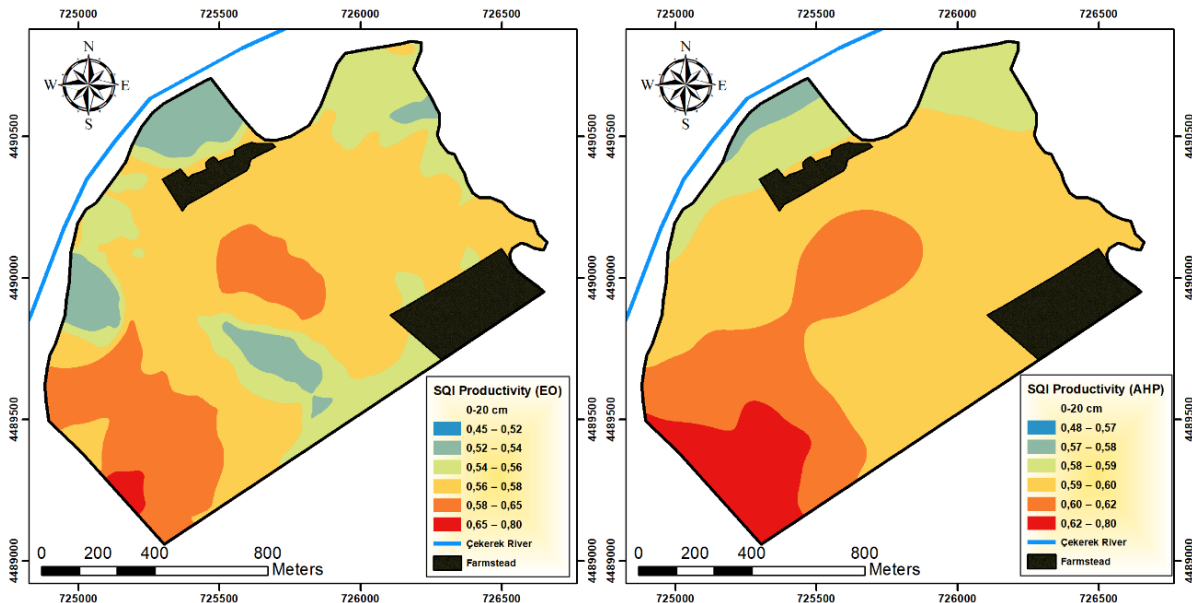 725000 725500 726000 726500
N
W E
S
4490500 4490500
4490000 4490000
4489500 4489500
4489000 4489000
SQI Productivity (EO)
0-20 cm
0,45 – 0,52
0,52 – 0,54
0,54 – 0,56
0,56 – 0,58
0,58 – 0,65
0,65 – 0,80
Çekerek River
Farmstead
0 200 400 800
Meters
725000 725500 726000 726500
725000 725500 726000 726500
N
W E
S
4490500
4490000
4489500
4489000
SQI Productivity (AHP)
0-20 cm
0,48 – 0,57
0,57 – 0,58
0,58 – 0,59
0,59 – 0,60
0,60 – 0,62
0,62 – 0,80
Çekerek River
Farmstead
0 200 400 800
Meters
725000 725500 726000 726500